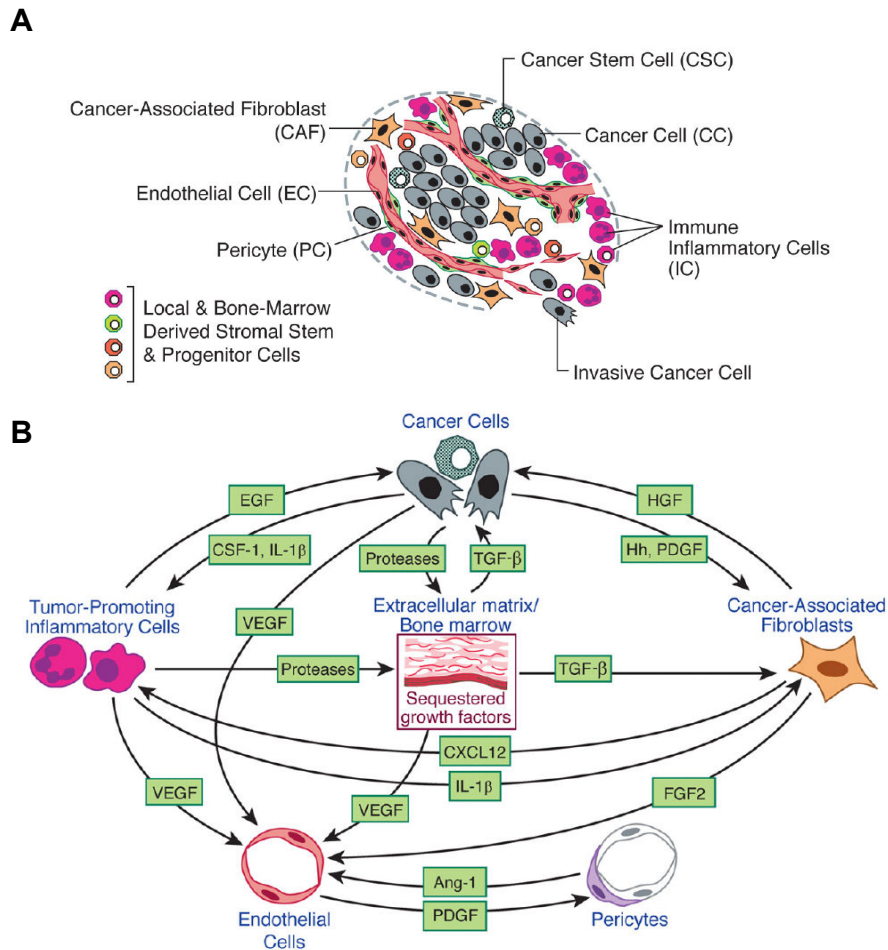 A
Cancer Stem Cell (CSC)
Cancer-Associated Fibroblast
(CAF)
Cancer Cell (CC)
Endothelial Cell (EC)
Pericyte (PC)
Immune
Inflammatory Cells
(IC)
Local & Bone-Marrow
Derived Stromal Stem
& Progenitor Cells
Invasive Cancer Cell
B
Cancer Cells
EGF
HGF
CSF-1, IL-1β
Proteases
TGF-β
Hh, PDGF
Tumor-Promoting
Inflammatory Cells
VEGF
Extracellular matrix/
Bone marrow
Cancer-Associated
Fibroblasts
Proteases
TGF-β
Sequestered
growth factors
CXCL12
IL-1β
VEGF
VEGF
FGF2
Ang-1
PDGF
Endothelial
Cells
Pericytes